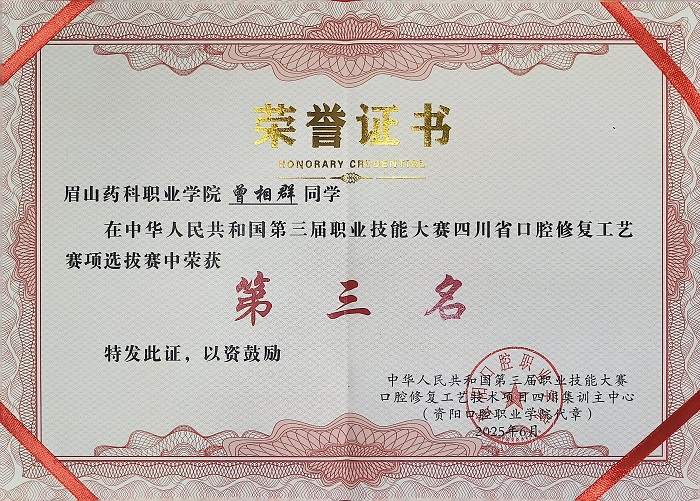 荣誉证书
HONORARY CREDENTIAL
眉山药科职业学院 曾相群 同学
在中华人民共和国第三届职业技能大赛四川省口腔修复工艺
赛项选拔赛中荣获
第三名
特发此证，以资鼓励
中华人民共和国第三届职业技能大赛
口腔修复工艺技术项目四川集训主中心
（资阳口腔职业学院代章）
2025年6月